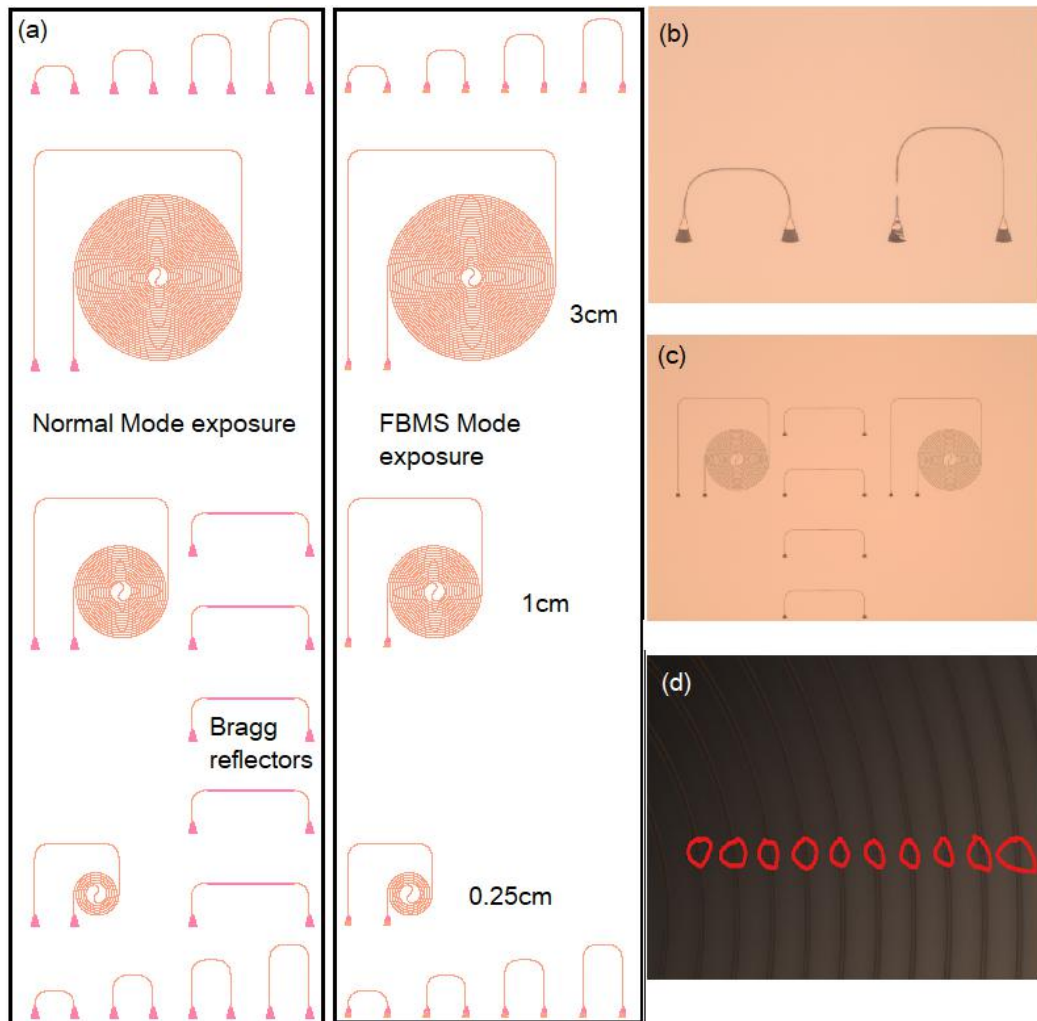 (a)
3cm
Normal Mode exposure
FBMS Mode
exposure
1cm
Bragg
reflectors
0.25cm
(b)
(c)
(d)